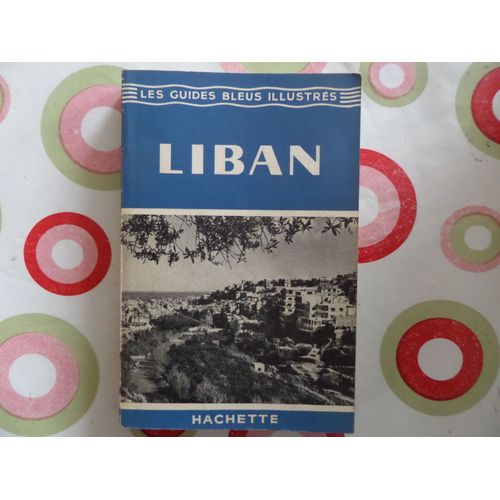 LES GUIDES BLEUS ILLUSTRÉS
LIBAN
HACHETTE